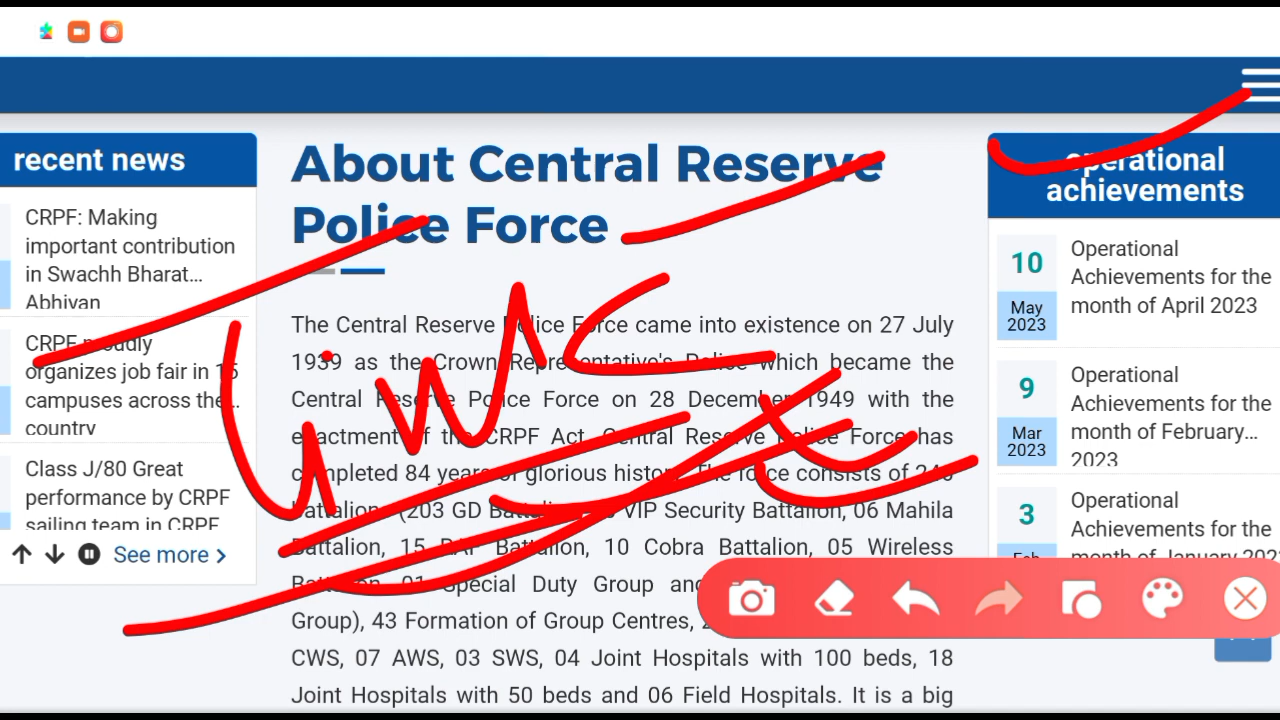 recent news
CRPF: Making
important contribution
in Swachh Bharat...
Abhiyan
CRPF proudly
organizes job fair in 15
campuses across the...
country
Class J/80 Great
performance by CRPF
sailing team in CRPF
See more
About Central Reserve
Police Force
The Central Reserve Police Force came into existence on 27 July
1939 as the Crown Representative's Police which became the
Central Reserve Police Force on 28 December 1949 with the
enactment of the CRPF Act. Central Reserve Police Force has
completed 84 years of glorious history. The force consists of
battalions (203 GD Battalion, VIP Security Battalion, 06 Mahila
Battalion, 15 RAF Battalion, 10 Cobra Battalion, 05 Wireless
Battalion, 01 Special Duty Group and
Group), 43 Formation of Group Centres,
CWS, 07 AWS, 03 SWS, 04 Joint Hospitals with 100 beds, 18
Joint Hospitals with 50 beds and 06 Field Hospitals. It is a big
operational
achievements
10
May
2023
Operational
Achievements for the
month of April 2023
9
Mar
2023
Operational
Achievements for the
month of February...
2023
3
Feb
Operational
Achievements for the
month of January 2023